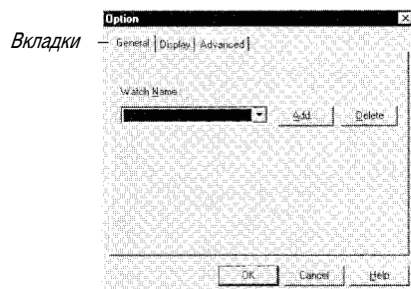 Option
Вкладки
General Display Advanced
Watch Name
Add Delete
OK Cancel Help